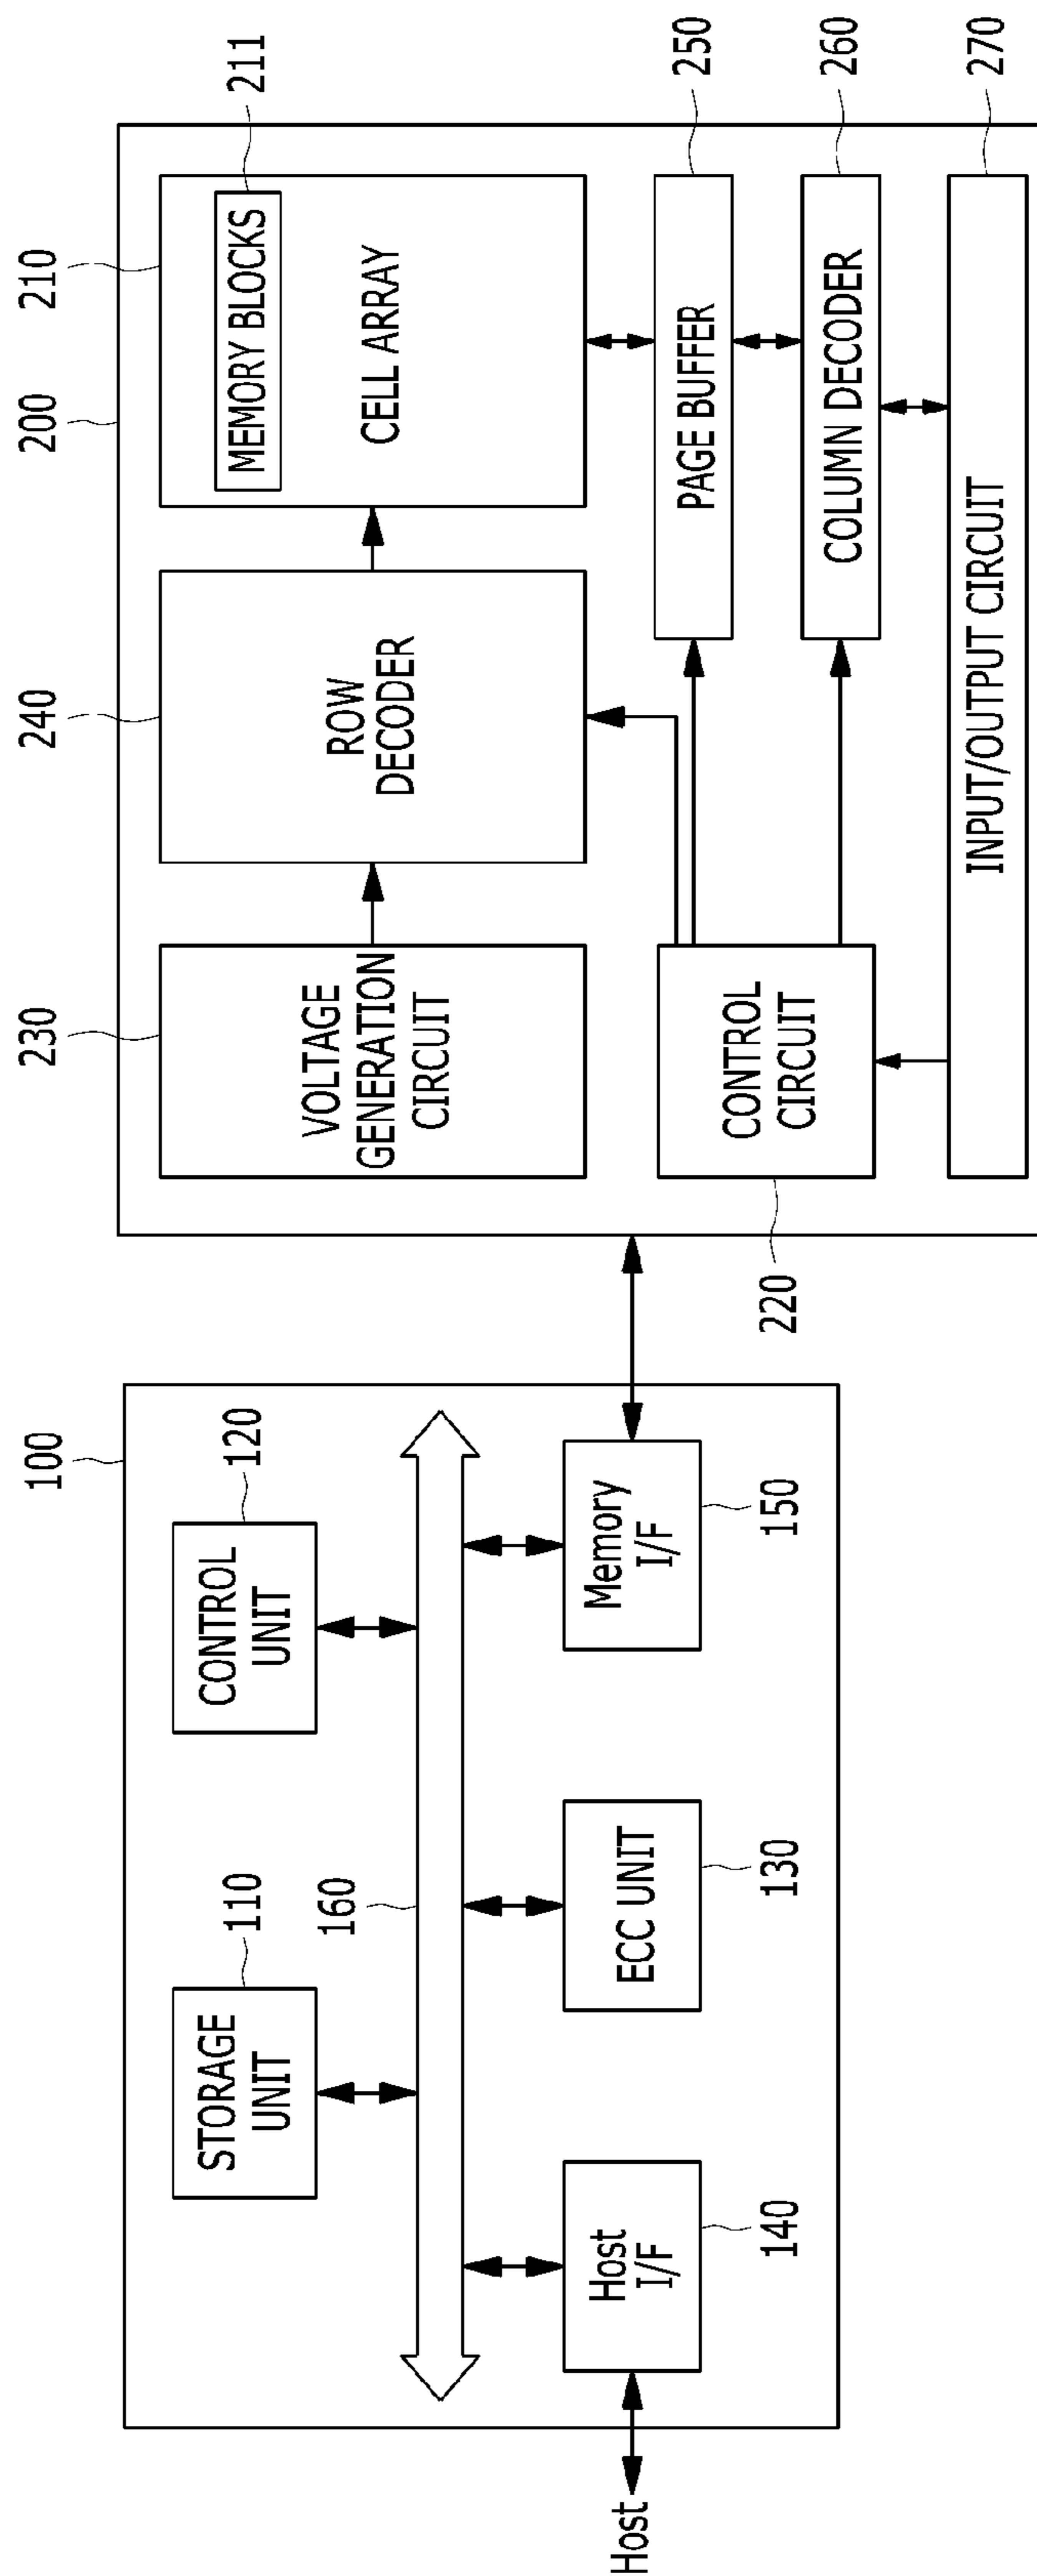 100
110
STORAGE
UNIT
120
CONTROL
UNIT
160
Host
Host
I/F
140
ECC UNIT
130
Memory
I/F
150
200
230
VOLTAGE
GENERATION
CIRCUIT
240
ROW
DECODER
210
211
MEMORY BLOCKS
CELL ARRAY
CONTROL
CIRCUIT
220
PAGE BUFFER
250
COLUMN DECODER
260
INPUT/OUTPUT CIRCUIT
270